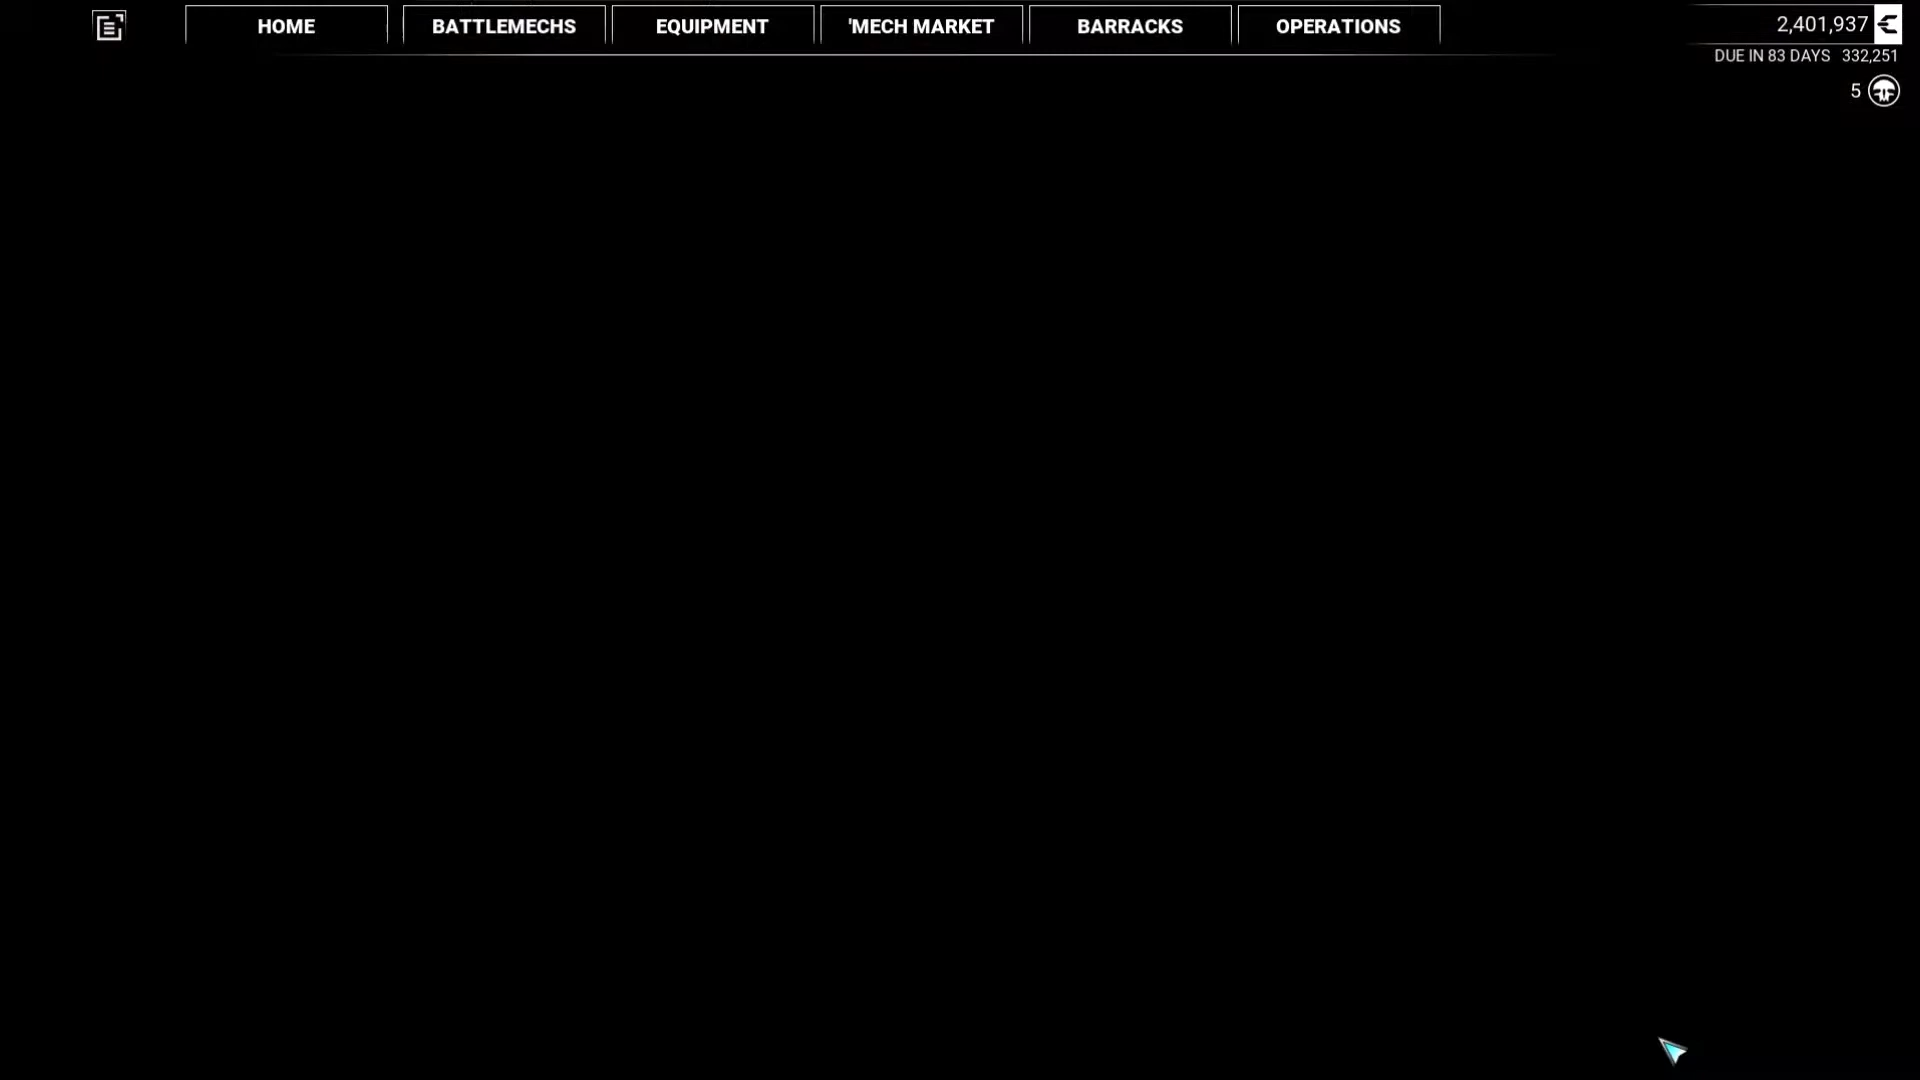 HOME
BATTLEMECHS
EQUIPMENT
'MECH MARKET
BARRACKS
OPERATIONS
2,401,937
DUE IN 83 DAYS 332,251
5